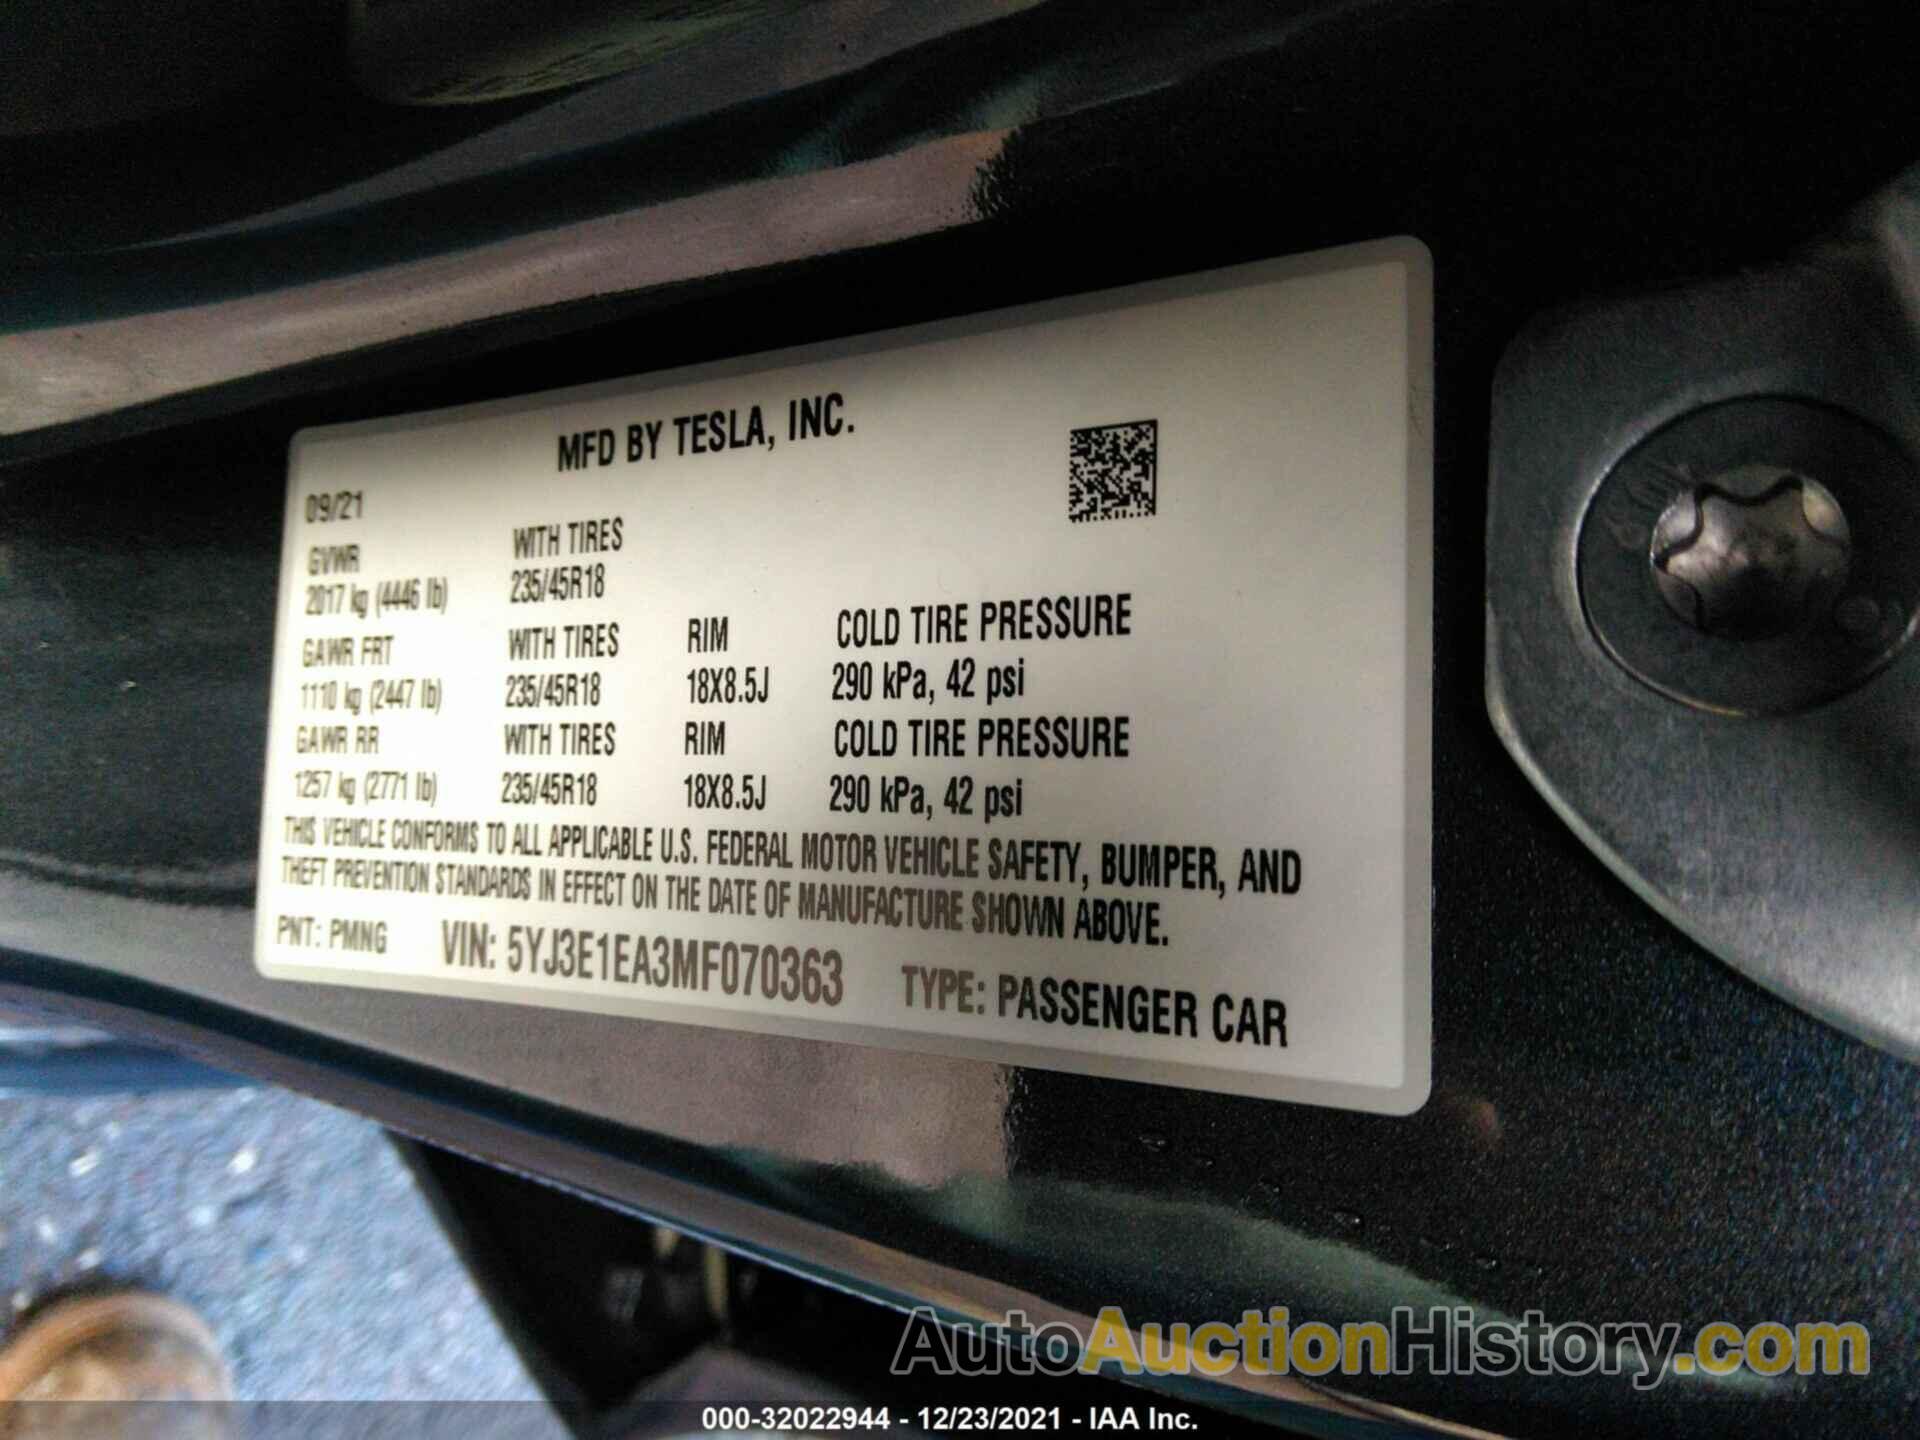 MFD BY TESLA, INC.
09/21
GVWR WITH TIRES
2017 kg (4446 lb) 235/45R18
GAWR FRT WITH TIRES RIM COLD TIRE PRESSURE
1110 kg (2447 lb) 235/45R18 18X8.5J 290 kPa, 42 psi
GAWR RR WITH TIRES RIM COLD TIRE PRESSURE
1257 kg (2771 lb) 235/45R18 18X8.5J 290 kPa, 42 psi
THIS VEHICLE CONFORMS TO ALL APPLICABLE U.S. FEDERAL MOTOR VEHICLE SAFETY, BUMPER, AND
THEFT PREVENTION STANDARDS IN EFFECT ON THE DATE OF MANUFACTURE SHOWN ABOVE.
PNT: PMNG VIN: 5YJ3E1EA3MF070363 TYPE: PASSENGER CAR
AutoAuctionHistory.com
000-32022944 - 12/23/2021 - IAA Inc.